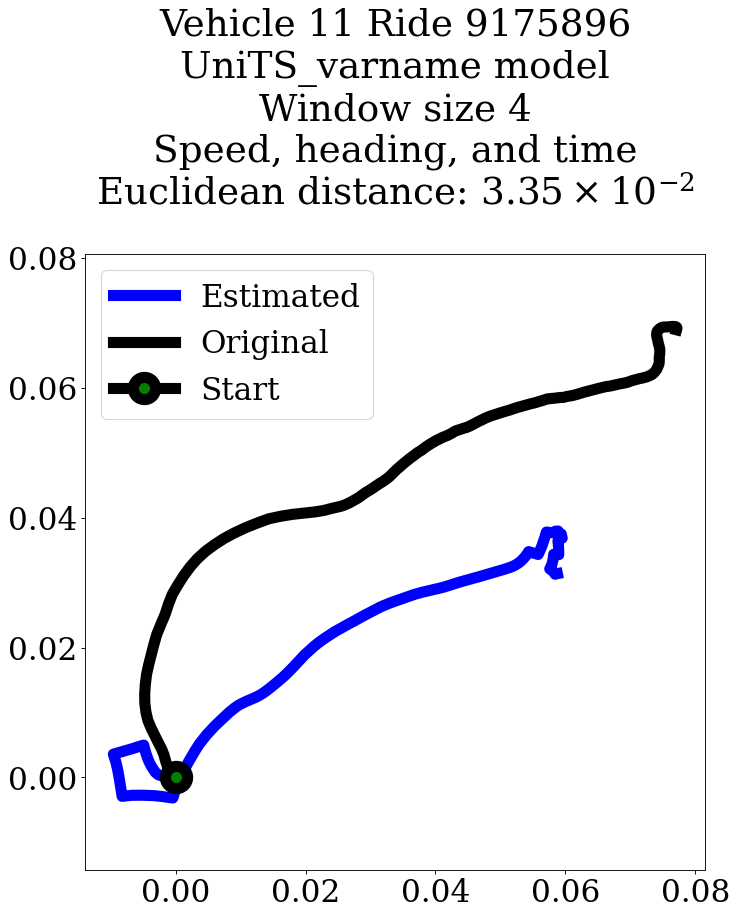 Vehicle 11 Ride 9175896
UniTS_varname model
Window size 4
Speed, heading, and time
Euclidean distance: 3.35 × 10⁻²
0.08
0.06
0.04
0.02
0.00
Estimated
Original
Start
0.00 0.02 0.04 0.06 0.08